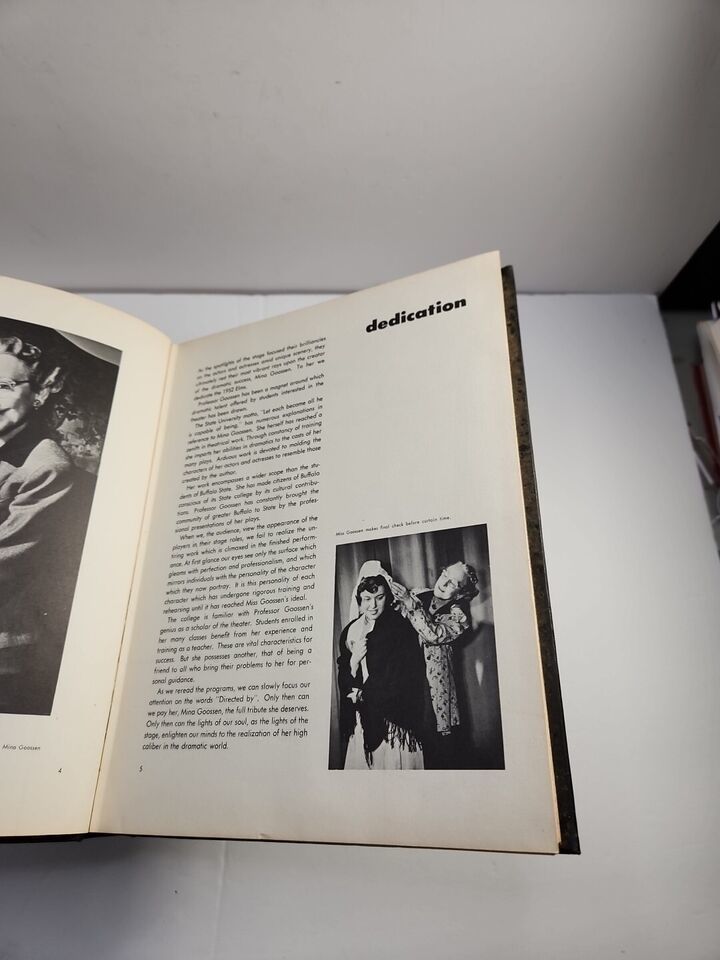 dedication
As the spotlights of the stage focused their brilliancies
on the actors and actresses amid unique scenery, they
ultimately rest their most vibrant rays upon the creator
of the dramatic success, Mina Goossen. To her we
dedicate the 1952 Elms.
Professor Goossen has been a magnet around which
dramatic talent offered by students interested in the
theater has been drawn.
The State University motto, "Let each become all he
is capable of being," has numerous explanations in
reference to Mina Goossen. She herself has reached a
zenith in theatrical work. Through constancy of training
she imparts her abilities in dramatics to the casts of her
many plays. Arduous work is devoted to molding the
characters of her actors and actresses to resemble those
created by the author.
Her work encompasses a wider scope than the stu-
dents of Buffalo State. She has made citizens of Buffalo
conscious of its State college by its cultural contribu-
tions. Professor Goossen has constantly brought the
community of greater Buffalo to State by the profes-
sional presentations of her plays.
When we, the audience, view the appearance of the
players in their stage roles, we fail to realize the un-
tiring work which is climaxed in the finished perform-
ance. At first glance our eyes see only the surface which
gleams with perfection and professionalism, and which
mirrors individuals with the personality of the character
which they now portray. It is this personality of each
character which has undergone rigorous training and
rehearsing until it has reached Miss Goossen's ideal.
The college is familiar with Professor Goossen's
genius as a scholar of the theater. Students enrolled in
her many classes benefit from her experience and
training as a teacher. These are vital characteristics for
success. But she possesses another, that of being a
friend to all who bring their problems to her for per-
sonal guidance.
As we reread the programs, we can slowly focus our
attention on the words "Directed by". Only then can
we pay her, Mina Goossen, the full tribute she deserves.
Only then can the lights of our soul, as the lights of the
stage, enlighten our minds to the realization of her high
caliber in the dramatic world.
Miss Goossen makes final check before curtain time.
Mina Goossen
4
5